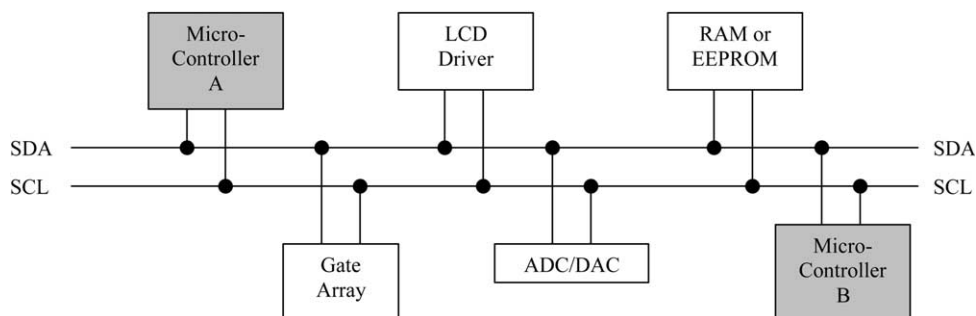 Micro-
Controller
A
LCD
Driver
RAM or
EEPROM
SDA
SDA
SCL
SCL
Gate
Array
ADC/DAC
Micro-
Controller
B